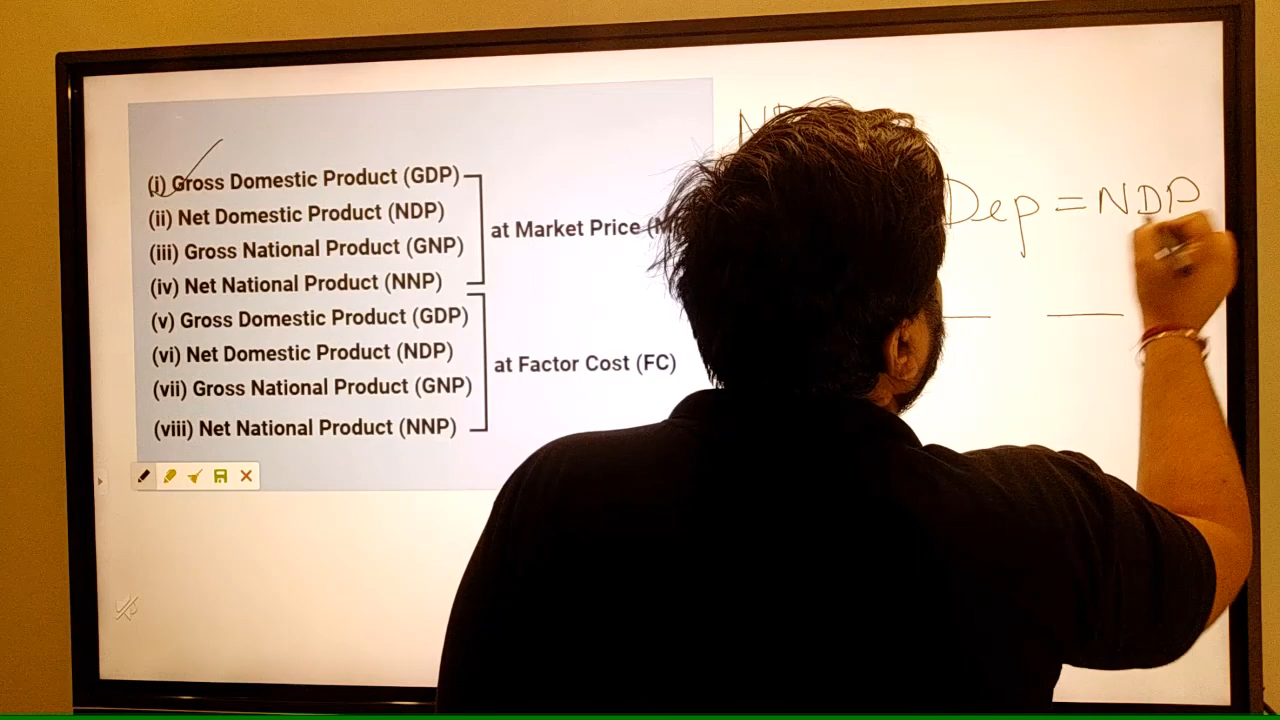 (i) Gross Domestic Product (GDP)
(ii) Net Domestic Product (NDP)
(iii) Gross National Product (GNP)
(iv) Net National Product (NNP)
at Market Price
(v) Gross Domestic Product (GDP)
(vi) Net Domestic Product (NDP)
(vii) Gross National Product (GNP)
(viii) Net National Product (NNP)
at Factor Cost (FC)
Dep = NDP